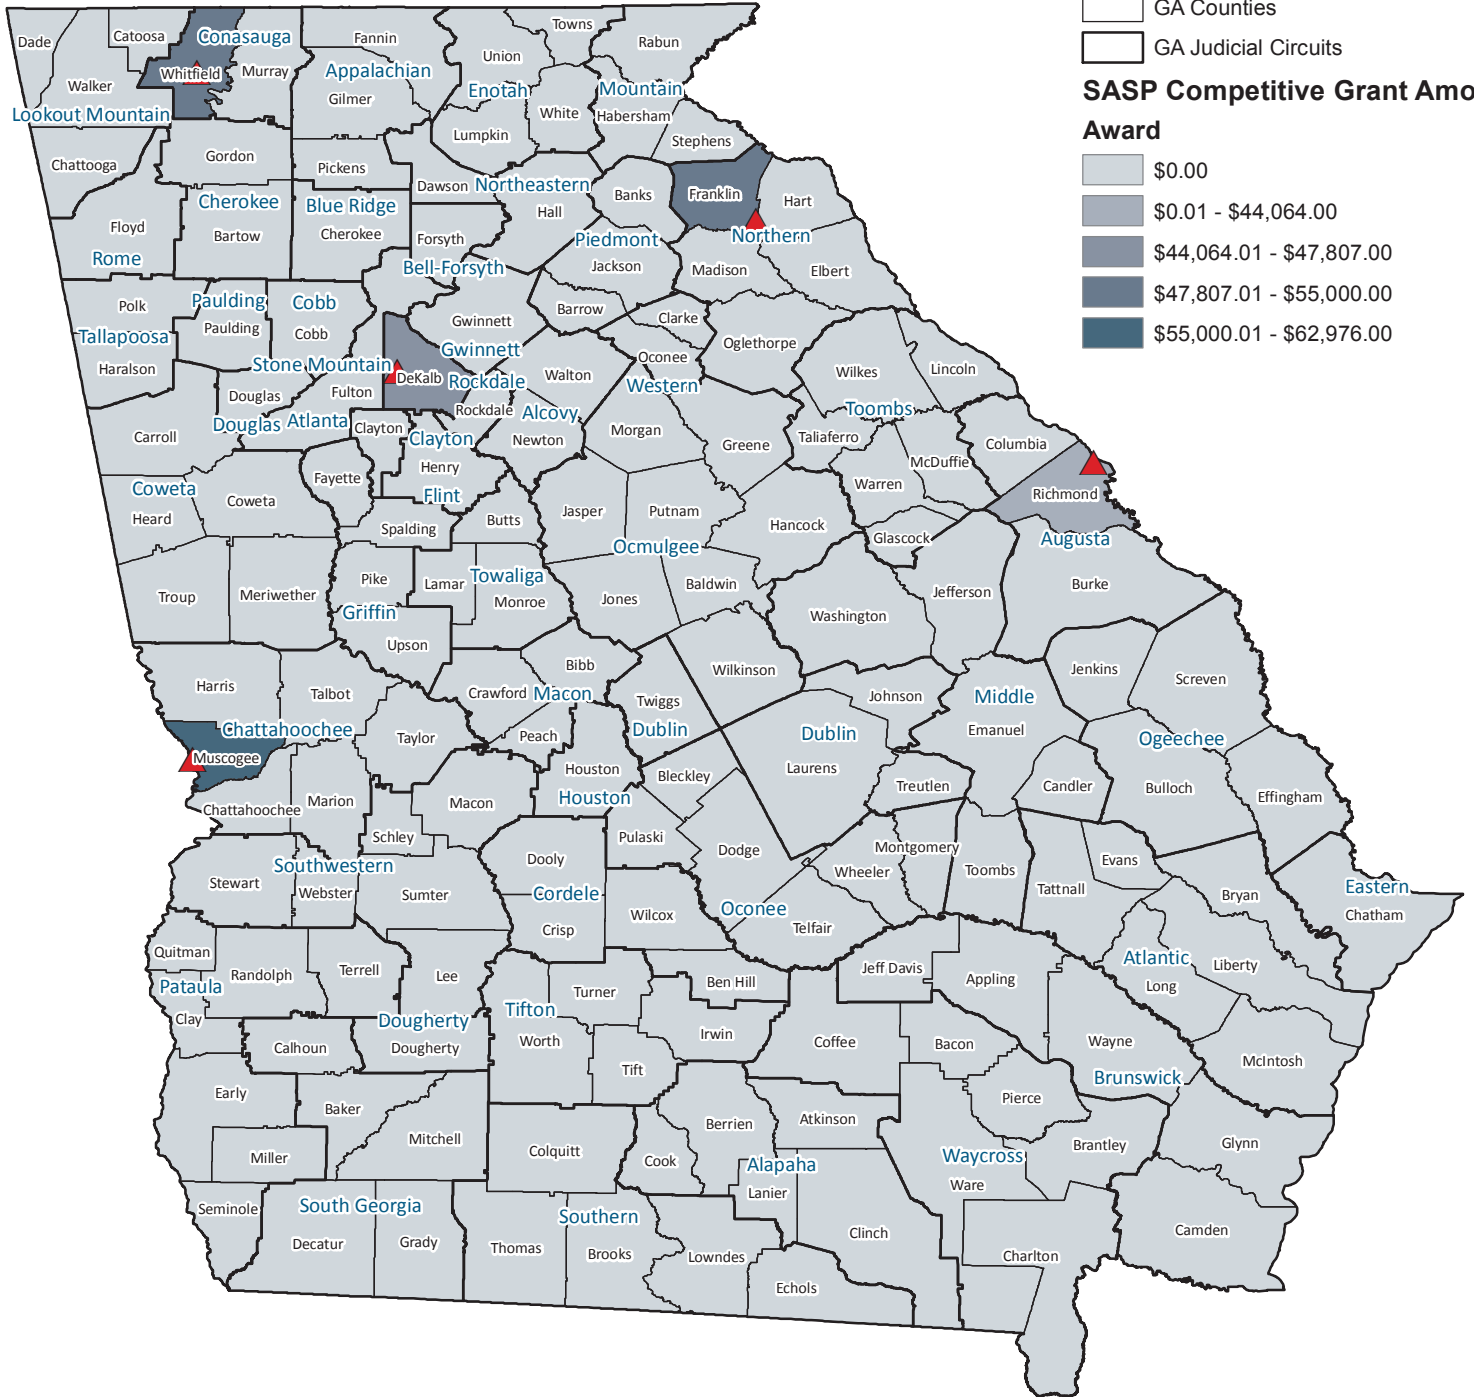 GA Counties
GA Judicial Circuits
SASP Competitive Grant Amo
Award
$0.00
$0.01 - $44,064.00
$44,064.01 - $47,807.00
$47,807.01 - $55,000.00
$55,000.01 - $62,976.00
Dade
Catoosa
Conasauga
Fannin
Towns
Union
Rabun
Whitfield
Murray
Walker
Appalachian
Gilmer
Enotah
Mountain
White
Habersham
Lookout Mountain
Lumpkin
Stephens
Chattooga
Gordon
Pickens
Dawson
Northeastern
Banks
Franklin
Hart
Cherokee
Blue Ridge
Hall
Floyd
Bartow
Cherokee
Forsyth
Piedmont
Northern
Rome
Bell-Forsyth
Jackson
Madison
Elbert
Polk
Paulding
Cobb
Barrow
Clarke
Paulding
Cobb
Gwinnett
Tallapoosa
Gwinnett
Oconee
Oglethorpe
Haralson
Stone Mountain
DeKalb
Rockdale
Walton
Western
Wilkes
Lincoln
Douglas
Fulton
Rockdale
Alcovy
Toombs
Douglas
Atlanta
Clayton
Clayton
Newton
Morgan
Greene
Taliaferro
Columbia
Carroll
Henry
McDuffie
Fayette
Flint
Warren
Richmond
Coweta
Coweta
Heard
Spalding
Butts
Jasper
Putnam
Hancock
Glascock
Augusta
Ocmulgee
Troup
Meriwether
Pike
Lamar
Towaliga
Monroe
Jones
Baldwin
Washington
Jefferson
Burke
Griffin
Upson
Bibb
Wilkinson
Jenkins
Screven
Harris
Talbot
Crawford
Macon
Twiggs
Johnson
Middle
Chattahoochee
Taylor
Peach
Dublin
Dublin
Emanuel
Ogeechee
Muscogee
Houston
Bleckley
Laurens
Treutlen
Candler
Bulloch
Effingham
Chattahoochee
Marion
Macon
Houston
Schley
Pulaski
Dodge
Montgomery
Dooly
Wheeler
Toombs
Evans
Southwestern
Stewart
Webster
Sumter
Cordele
Tattnall
Bryan
Eastern
Wilcox
Oconee
Chatham
Crisp
Telfair
Quitman
Randolph
Terrell
Lee
Jeff Davis
Appling
Atlantic
Liberty
Pataula
Turner
Ben Hill
Long
Clay
Dougherty
Tifton
Calhoun
Dougherty
Worth
Irwin
Coffee
Bacon
Wayne
McIntosh
Tift
Brunswick
Early
Baker
Pierce
Mitchell
Berrien
Atkinson
Brantley
Glynn
Miller
Colquitt
Cook
Alapaha
Waycross
Lanier
Ware
Seminole
South Georgia
Southern
Decatur
Grady
Thomas
Brooks
Lowndes
Clinch
Charlton
Camden
Echols